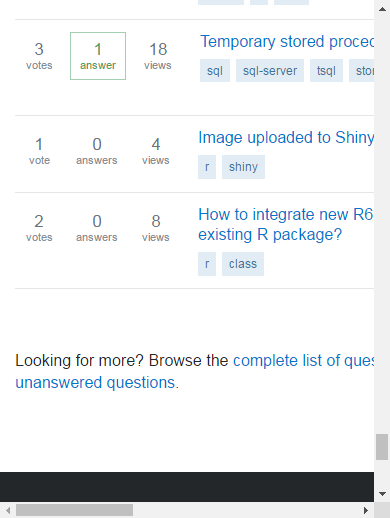 3 1 18 Temporary stored proced
votes answer views
sql sql-server tsql stor
1 0 4 Image uploaded to Shiny
vote answers views
r shiny
2 0 8 How to integrate new R6
votes answers views existing R package?
r class
Looking for more? Browse the complete list of ques
unanswered questions.